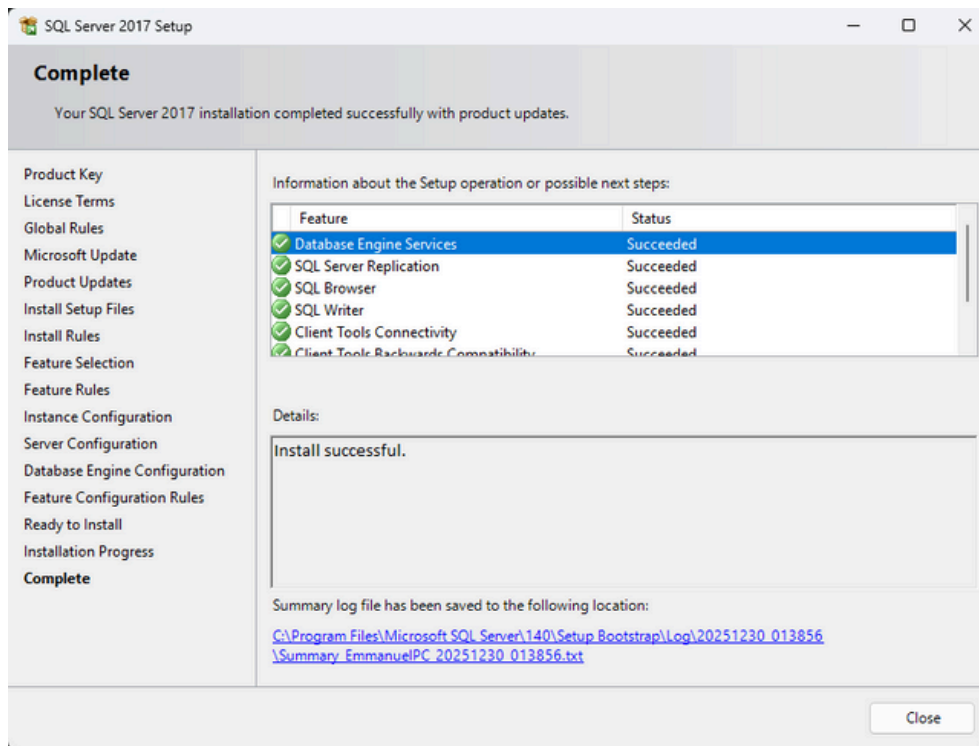 SQL Server 2017 Setup
Complete
Your SQL Server 2017 installation completed successfully with product updates.
Product Key
License Terms
Global Rules
Microsoft Update
Product Updates
Install Setup Files
Install Rules
Feature Selection
Feature Rules
Instance Configuration
Server Configuration
Database Engine Configuration
Feature Configuration Rules
Ready to Install
Installation Progress
Complete
Information about the Setup operation or possible next steps:
Feature Status
Database Engine Services Succeeded
SQL Server Replication Succeeded
SQL Browser Succeeded
SQL Writer Succeeded
Client Tools Connectivity Succeeded
Client Tools Backwards Compatibility Succeeded
Details:
Install successful.
Summary log file has been saved to the following location:
C:\Program Files\Microsoft SQL Server\140\Setup Bootstrap\Log\20251230_013856
\Summary_EmmanuelPC_20251230_013856.txt
Close